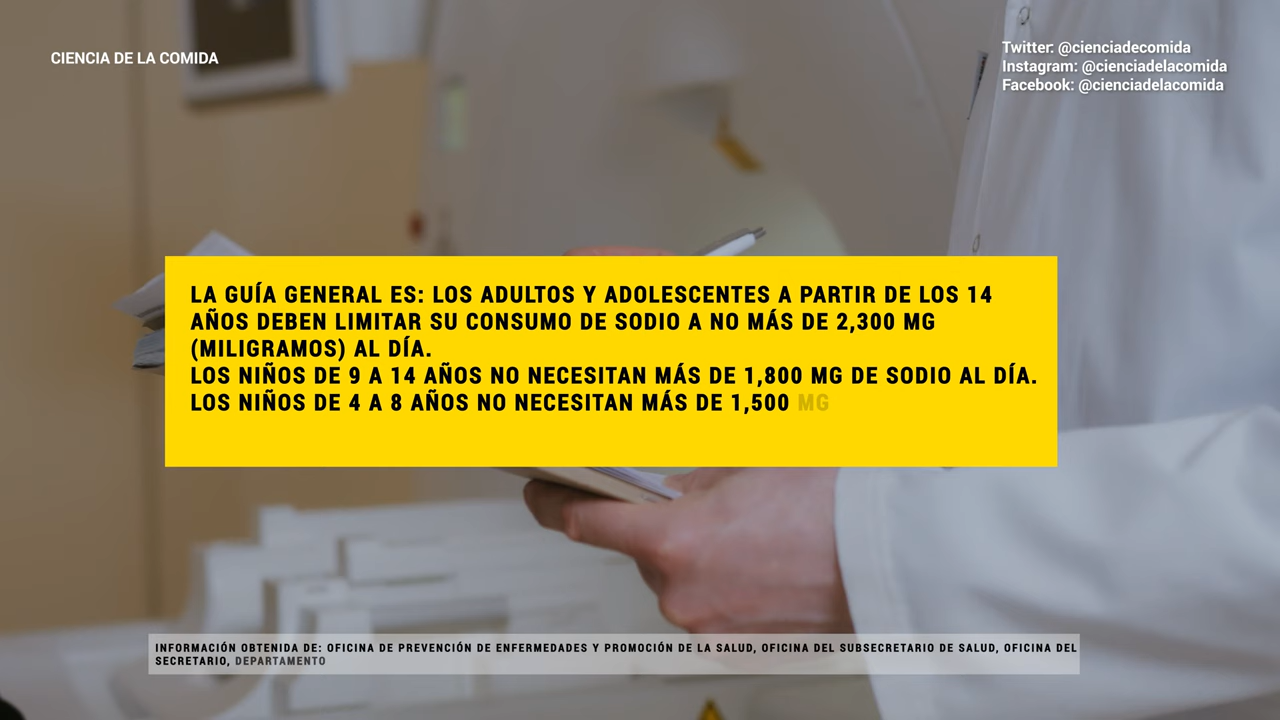 CIENCIA DE LA COMIDA
Twitter: @cienciadecomida
Instagram: @cienciadelacomida
Facebook: @cienciadelacomida
LA GUÍA GENERAL ES: LOS ADULTOS Y ADOLESCENTES A PARTIR DE LOS 14
AÑOS DEBEN LIMITAR SU CONSUMO DE SODIO A NO MÁS DE 2,300 MG
(MILIGRAMOS) AL DÍA.
LOS NIÑOS DE 9 A 14 AÑOS NO NECESITAN MÁS DE 1,800 MG DE SODIO AL DÍA.
LOS NIÑOS DE 4 A 8 AÑOS NO NECESITAN MÁS DE 1,500 MG
INFORMACIÓN OBTENIDA DE: OFICINA DE PREVENCIÓN DE ENFERMEDADES Y PROMOCIÓN DE LA SALUD, OFICINA DEL SUBSECRETARIO DE SALUD, OFICINA DEL
SECRETARIO, DEPARTAMENTO